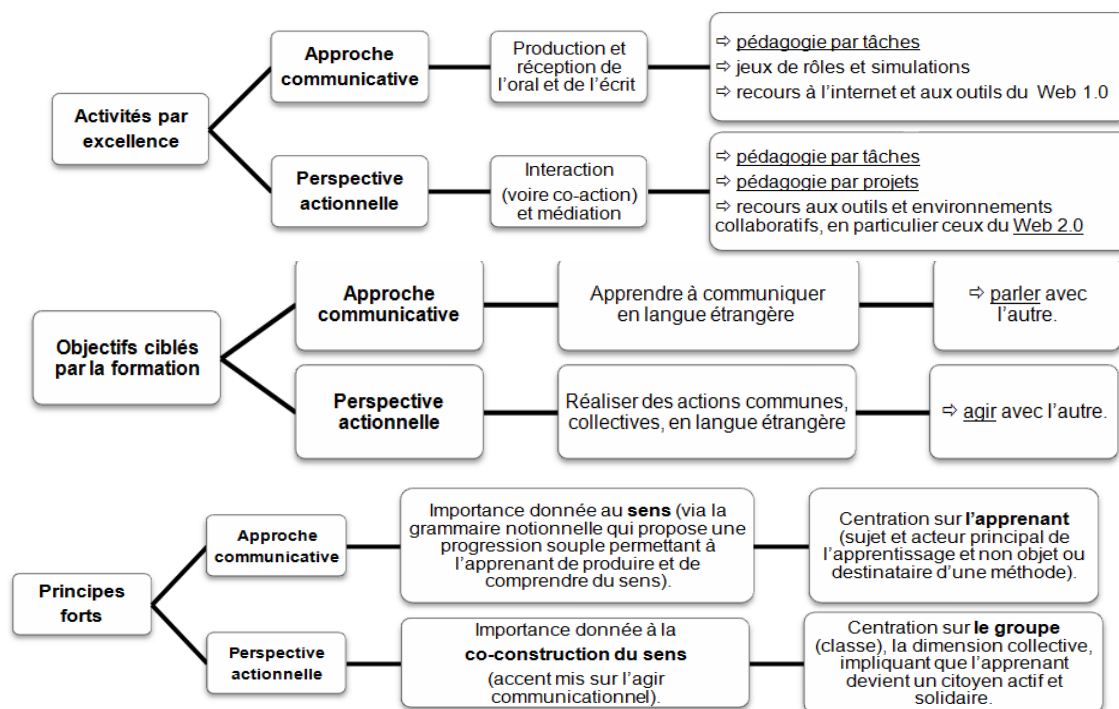 Activités par
excellence
Approche
communicative
Production et
réception de
l'oral et de l'écrit
⇨ pédagogie par tâches
⇨ jeux de rôles et simulations
⇨ recours à l'internet et aux outils du Web 1.0
Perspective
actionnelle
Interaction
(voire co-action)
et médiation
⇨ pédagogie par tâches
⇨ pédagogie par projets
⇨ recours aux outils et environnements
collaboratifs, en particulier ceux du Web 2.0
Objectifs ciblés
par la formation
Approche
communicative
Apprendre à communiquer
en langue étrangère
⇨ parler avec
l'autre.
Perspective
actionnelle
Réaliser des actions communes,
collectives, en langue étrangère
⇨ agir avec l'autre.
Principes
forts
Approche
communicative
Importance donnée au sens (via la
grammaire notionnelle qui propose une
progression souple permettant à
l'apprenant de produire et de
comprendre du sens).
Centration sur l'apprenant
(sujet et acteur principal de
l'apprentissage et non objet ou
destinataire d'une méthode).
Perspective
actionnelle
Importance donnée à la
co-construction du sens
(accent mis sur l'agir
communicationnel).
Centration sur le groupe
(classe), la dimension collective,
impliquant que l'apprenant
devient un citoyen actif et
solidaire.